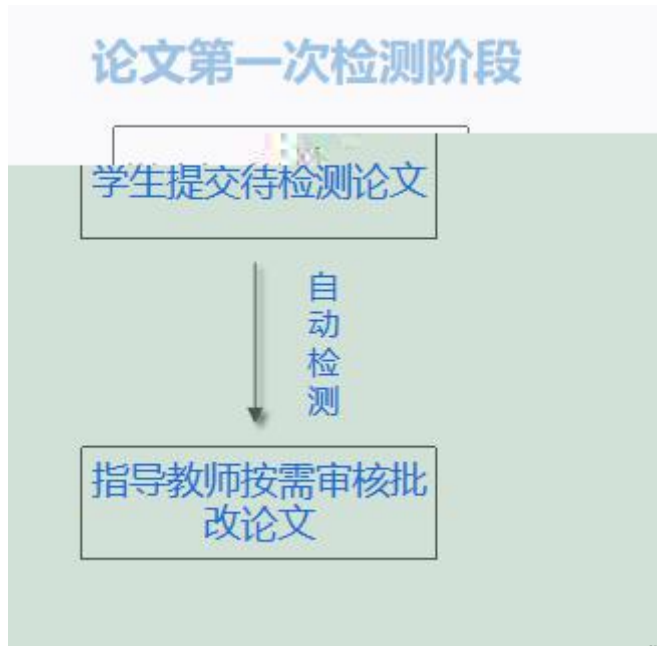 论文第一次检测阶段
学生提交待检测论文
自
动
检
测
指导教师按需审核批
改论文